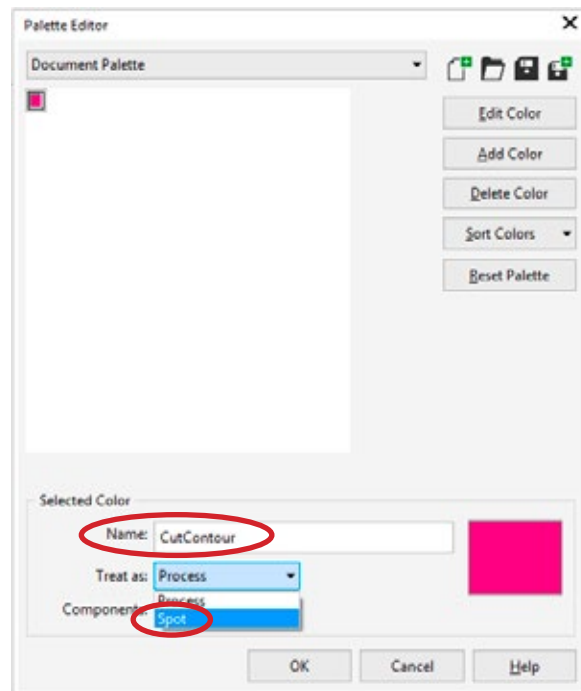 Palette Editor
Document Palette
Edit Color
Add Color
Delete Color
Sort Colors
Reset Palette
Selected Color
Name: CutContour
Treat as: Process
Process
Components:
Spot
OK Cancel Help